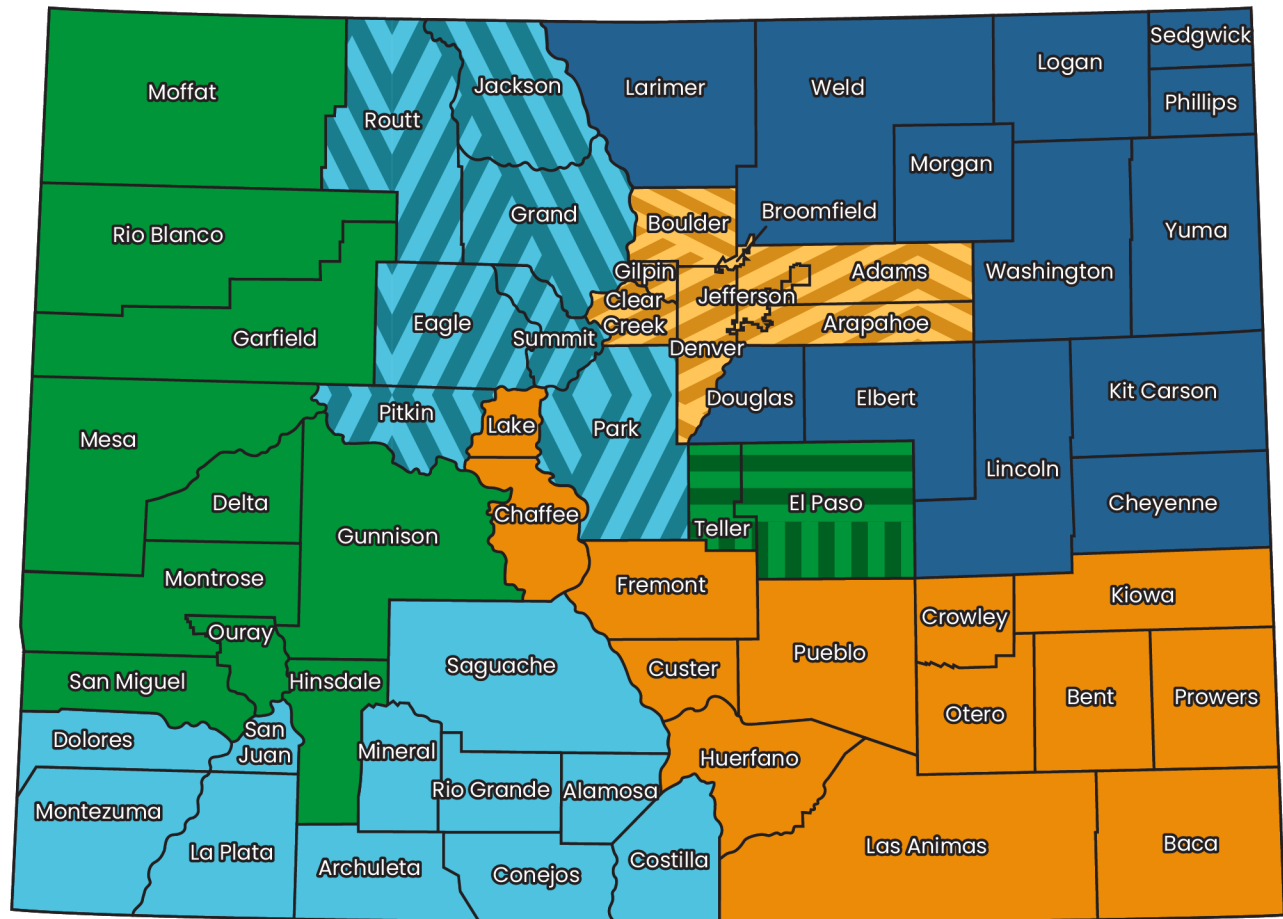 Sedgwick
Logan
Moffat
Jackson
Larimer
Weld
Phillips
Routt
Morgan
Grand
Boulder
Broomfield
Rio Blanco
Yuma
Gilpin
Adams
Washington
Clear
Creek
Jefferson
Eagle
Summit
Arapahoe
Garfield
Denver
Kit Carson
Douglas
Elbert
Pitkin
Lake
Park
Mesa
Lincoln
Delta
El Paso
Cheyenne
Chaffee
Teller
Gunnison
Montrose
Fremont
Kiowa
Crowley
Ouray
Pueblo
Saguache
Custer
San Miguel
Hinsdale
Bent
Prowers
Otero
San
Juan
Dolores
Mineral
Huerfano
Rio Grande
Alamosa
Montezuma
La Plata
Las Animas
Baca
Costilla
Archuleta
Conejos